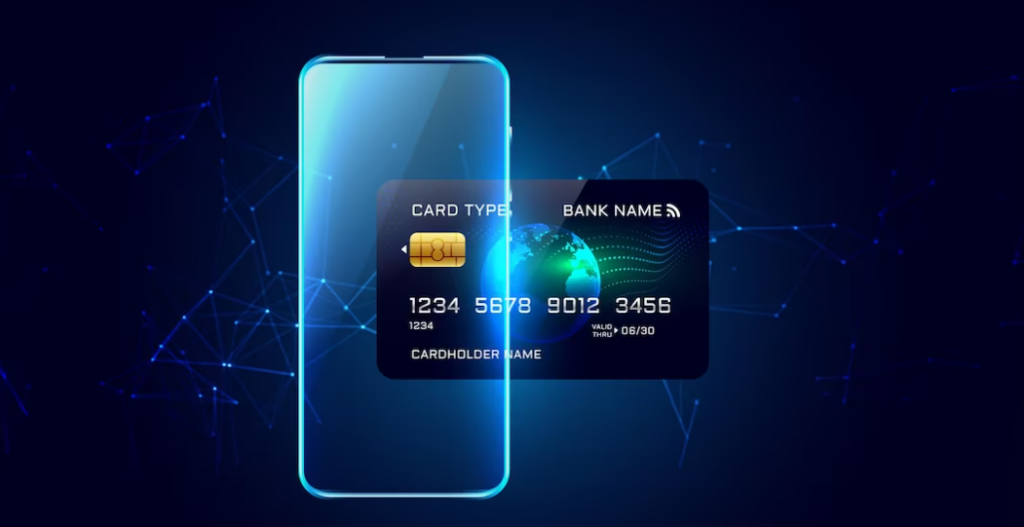 CARD TYPE BANK NAME
1234 5678 9012 3456
1234
VALID THRU 06/30
CARDHOLDER NAME